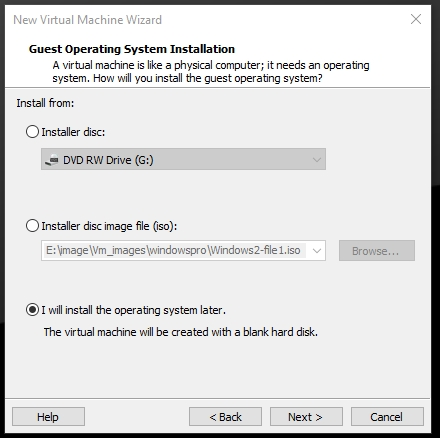 New Virtual Machine Wizard
Guest Operating System Installation
A virtual machine is like a physical computer; it needs an operating
system. How will you install the guest operating system?
Install from:
Installer disc:
DVD RW Drive (G:)
Installer disc image file (iso):
E:\image\Vm_images\windowspro\Windows2-file1.iso
Browse...
I will install the operating system later.
The virtual machine will be created with a blank hard disk.
Help
< Back
Next >
Cancel